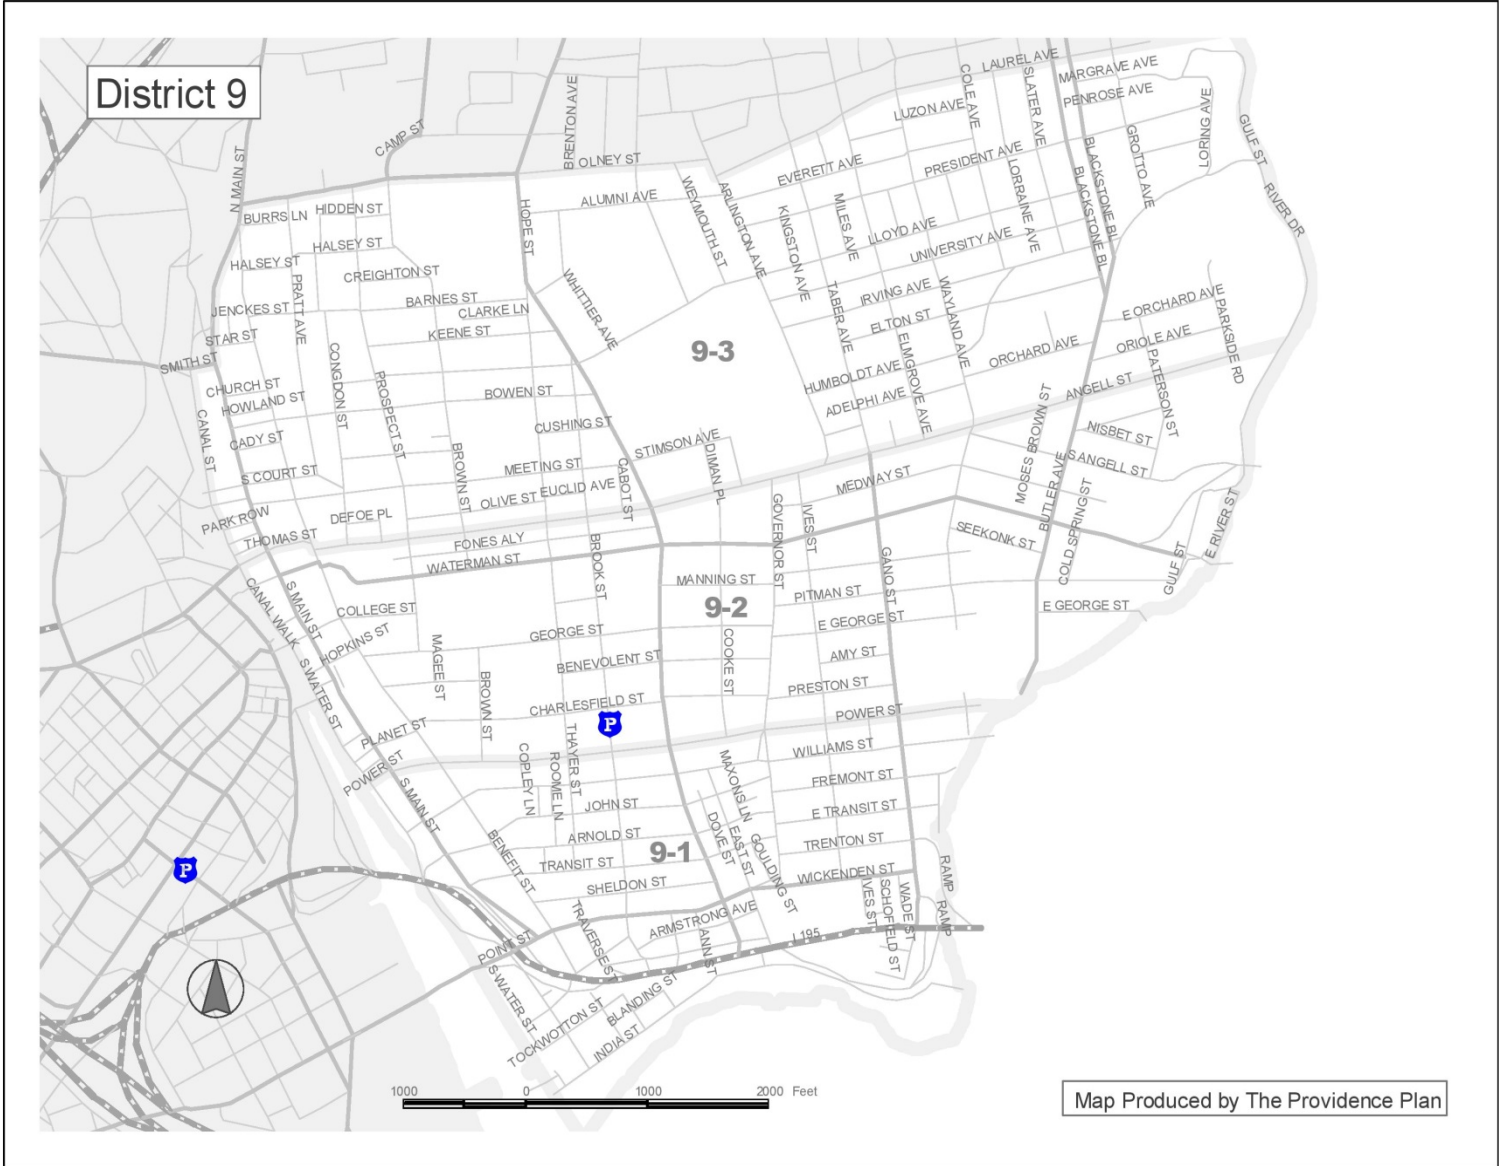 District 9
LAUREL AVE
MARGRAVE AVE
PENROSE AVE
COLE AVE
SLATER AVE
LUZON AVE
LORING AVE
GULF ST
BRENTON AVE
CAMP ST
OLNEY ST
N MAIN ST
EVERETT AVE
PRESIDENT AVE
GROTTO AVE
BLACKSTONE BL
BLACKSTONE BL
LORRAINE AVE
RIVER DR
BURRS LN
HIDDEN ST
HOPE ST
ALUMNI AVE
WEYMOUTH ST
ARLINGTON AVE
KINGSTON AVE
MILES AVE
LLOYD AVE
UNIVERSITY AVE
HALSEY ST
HALSEY ST
CREIGHTON ST
PRATT AVE
WHITTIER AVE
TABER AVE
IRVING AVE
WAYLAND AVE
JENCKES ST
BARNES ST
CLARKE LN
E ORCHARD AVE
PARKSIDE RD
STAR ST
KEENE ST
ELTON ST
ELMGROVE AVE
ORCHARD AVE
ORIOLE AVE
SMITH ST
CONGDON ST
9-3
PATERSON ST
CHURCH ST
HOWLAND ST
PROSPECT ST
BOWEN ST
HUMBOLDT AVE
ADELPHI AVE
ANGELL ST
MOSES BROWN ST
CANAL ST
CADY ST
CUSHING ST
STIMSON AVE
NISBET ST
S COURT ST
BROWN ST
MEETING ST
CABOT ST
DIMAN PL
MEDWAY ST
S ANGELL ST
OLIVE ST
EUCLID AVE
GOVERNOR ST
IVES ST
BUTLER AVE
COLD SPRING ST
E RIVER ST
PARK ROW
DEFOE PL
THOMAS ST
FONES ALY
WATERMAN ST
BROOK ST
SEEKONK ST
GULF ST
CANAL WALK
S MAIN ST
MANNING ST
GANO ST
9-2
PITMAN ST
COLLEGE ST
E GEORGE ST
E GEORGE ST
HOPKINS ST
MAGEE ST
GEORGE ST
COOKE ST
S WATER ST
BENEVOLENT ST
AMY ST
BROWN ST
PRESTON ST
CHARLESFIELD ST
P
POWER ST
PLANET ST
THAYER ST
WILLIAMS ST
POWER ST
COPLEY LN
ROOME LN
MAXONS LN
FREMONT ST
S MAIN ST
JOHN ST
E TRANSIT ST
BENEFIT ST
ARNOLD ST
DOVE ST
EAST ST
GOULDING ST
TRENTON ST
9-1
TRANSIT ST
P
SHELDON ST
WICKENDEN ST
RAMP
IVES ST
SCHOFIELD ST
WADE ST
RAMP
TRAVERSE ST
ARMSTRONG AVE
I 195
POINT ST
ANN ST
S WATER ST
BLANDING ST
TOCKWOTTON ST
INDIA ST
1000 0 1000 2000 Feet
Map Produced by The Providence Plan